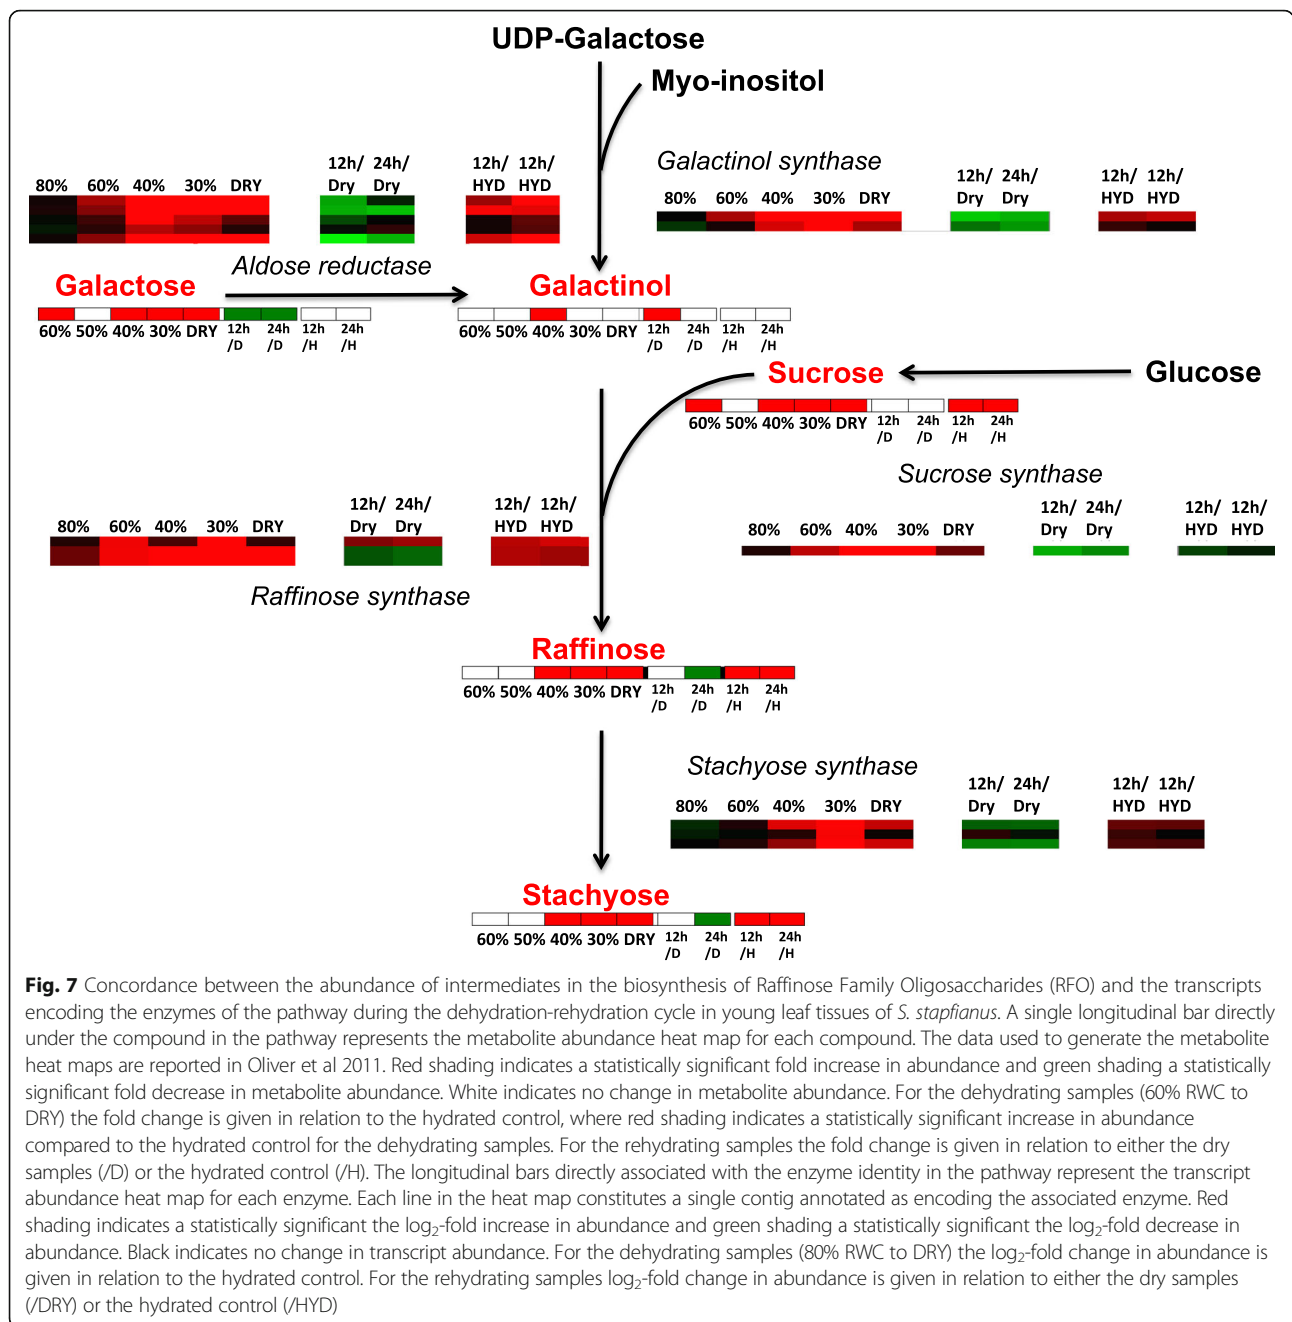 UDP-Galactose
Myo-inositol
Galactinol synthase
12h/ 24h/
Dry Dry
12h/ 12h/
HYD HYD
80% 60% 40% 30% DRY
12h/ 24h/
Dry Dry
12h/ 12h/
HYD HYD
80% 60% 40% 30% DRY
Aldose reductase
Galactose
Galactinol
60% 50% 40% 30% DRY 12h /D 24h /D 12h /H 24h /H
60% 50% 40% 30% DRY 12h /D 24h /D 12h /H 24h /H
Sucrose
Glucose
60% 50% 40% 30% DRY 12h /D 24h /D 12h /H 24h /H
Sucrose synthase
12h/ 24h/
Dry Dry
12h/ 12h/
HYD HYD
80% 60% 40% 30% DRY
12h/ 24h/
Dry Dry
12h/ 12h/
HYD HYD
80% 60% 40% 30% DRY
Raffinose synthase
Raffinose
60% 50% 40% 30% DRY 12h /D 24h /D 12h /H 24h /H
Stachyose synthase
12h/ 24h/
Dry Dry
12h/ 12h/
HYD HYD
80% 60% 40% 30% DRY
Stachyose
60% 50% 40% 30% DRY 12h /D 24h /D 12h /H 24h /H
Fig. 7 Concordance between the abundance of intermediates in the biosynthesis of Raffinose Family Oligosaccharides (RFO) and the transcripts
encoding the enzymes of the pathway during the dehydration-rehydration cycle in young leaf tissues of S. stapfianus. A single longitudinal bar directly
under the compound in the pathway represents the metabolite abundance heat map for each compound. The data used to generate the metabolite
heat maps are reported in Oliver et al 2011. Red shading indicates a statistically significant fold increase in abundance and green shading a statistically
significant fold decrease in metabolite abundance. White indicates no change in metabolite abundance. For the dehydrating samples (60% RWC to
DRY) the fold change is given in relation to the hydrated control, where red shading indicates a statistically significant increase in abundance
compared to the hydrated control for the dehydrating samples. For the rehydrating samples the fold change is given in relation to either the dry
samples (/D) or the hydrated control (/H). The longitudinal bars directly associated with the enzyme identity in the pathway represent the transcript
abundance heat map for each enzyme. Each line in the heat map constitutes a single contig annotated as encoding the associated enzyme. Red
shading indicates a statistically significant the log2-fold increase in abundance and green shading a statistically significant the log2-fold decrease in
abundance. Black indicates no change in transcript abundance. For the dehydrating samples (80% RWC to DRY) the log2-fold change in abundance is
given in relation to the hydrated control. For the rehydrating samples log2-fold change in abundance is given in relation to either the dry samples
(/DRY) or the hydrated control (/HYD)